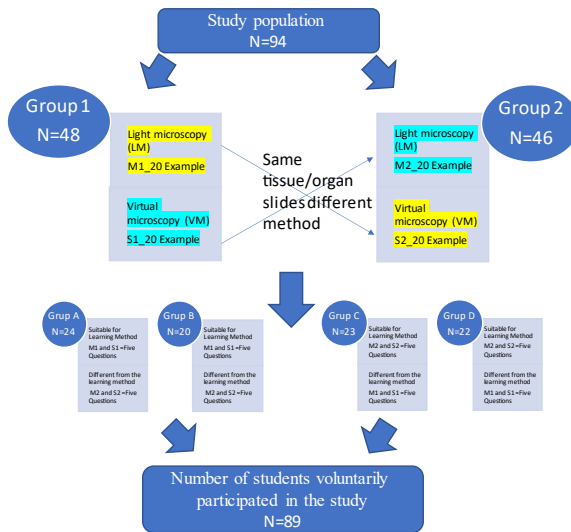 Study population
N=94
Group 1
N=48
Light microscopy
(LM)
M1_20 Example
Virtual
microscopy (VM)
S1_20 Example
Same
tissue/organ
slides different
method
Group 2
N=46
Light microscopy
(LM)
M2_20 Example
Virtual
microscopy (VM)
S2_20 Example
Grup A
N=24
Suitable for
Learning Method
M1 and S1 =Five
Questions
Different from the
learning method
M2 and S2=Five
Questions
Grup B
N=20
Suitable for
Learning Method
M1 and S1=Five
Questions
Different from the
learning method
M2 and S2=Five
Questions
Grup C
N=23
Suitable for
Learning Method
M2 and S2=Five
Questions
Different from the
learning method
M1 and S1=Five
Questions
Grup D
N=22
Suitable for
Learning Method
M2 and S2=Five
Questions
Different from the
learning method
M1 and S1=Five
Questions
Number of students voluntarily
participated in the study
N=89